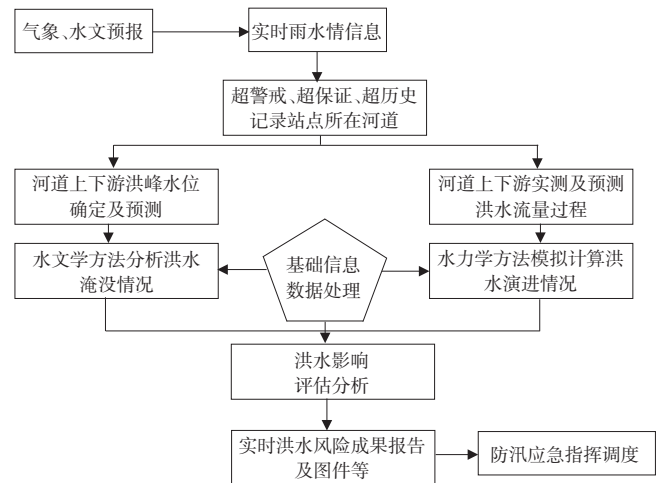 气象、水文预报
实时雨水情信息
超警戒、超保证、超历史
记录站点所在河道
河道上下游洪峰水位
确定及预测
河道上下游实测及预测
洪水流量过程
水文学方法分析洪水
淹没情况
基础信息
数据处理
水力学方法模拟计算洪
水演进情况
洪水影响
评估分析
实时洪水风险成果报告
及图件等
防汛应急指挥调度